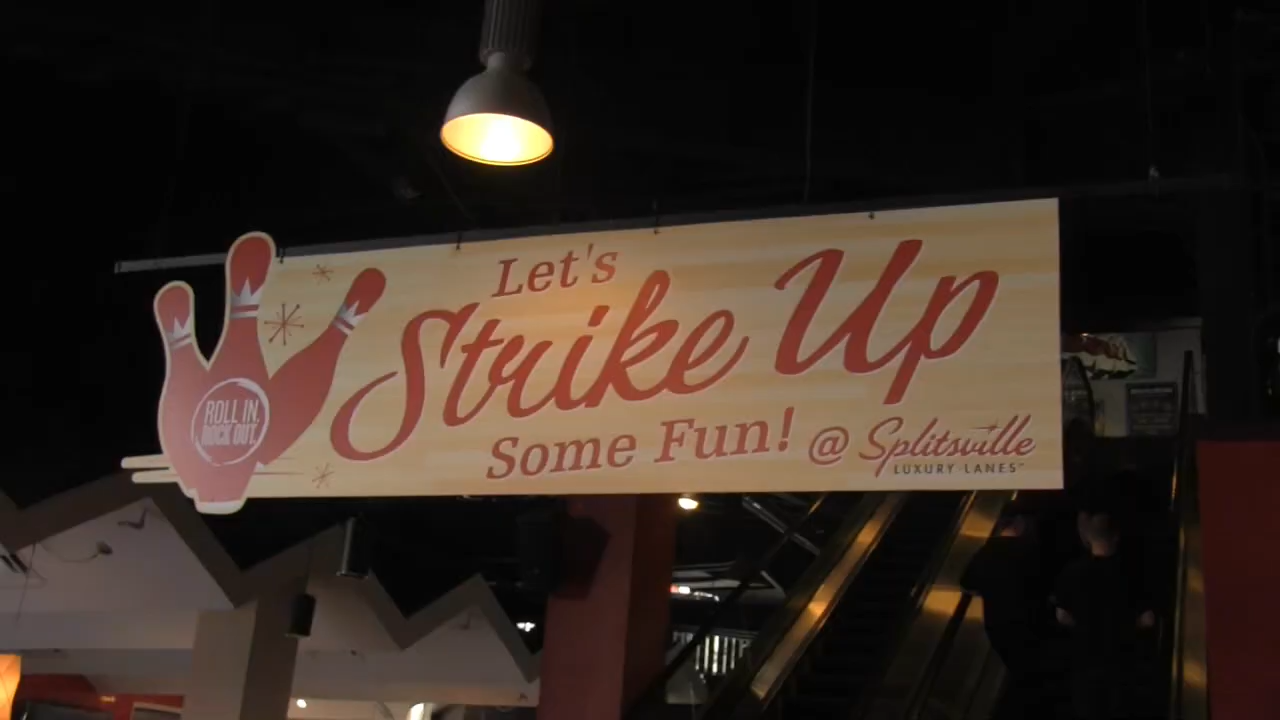 Let's
Strike Up
Some Fun! @ Splitsville
LUXURY LANES
ROLL IN.
ROCK OUT.